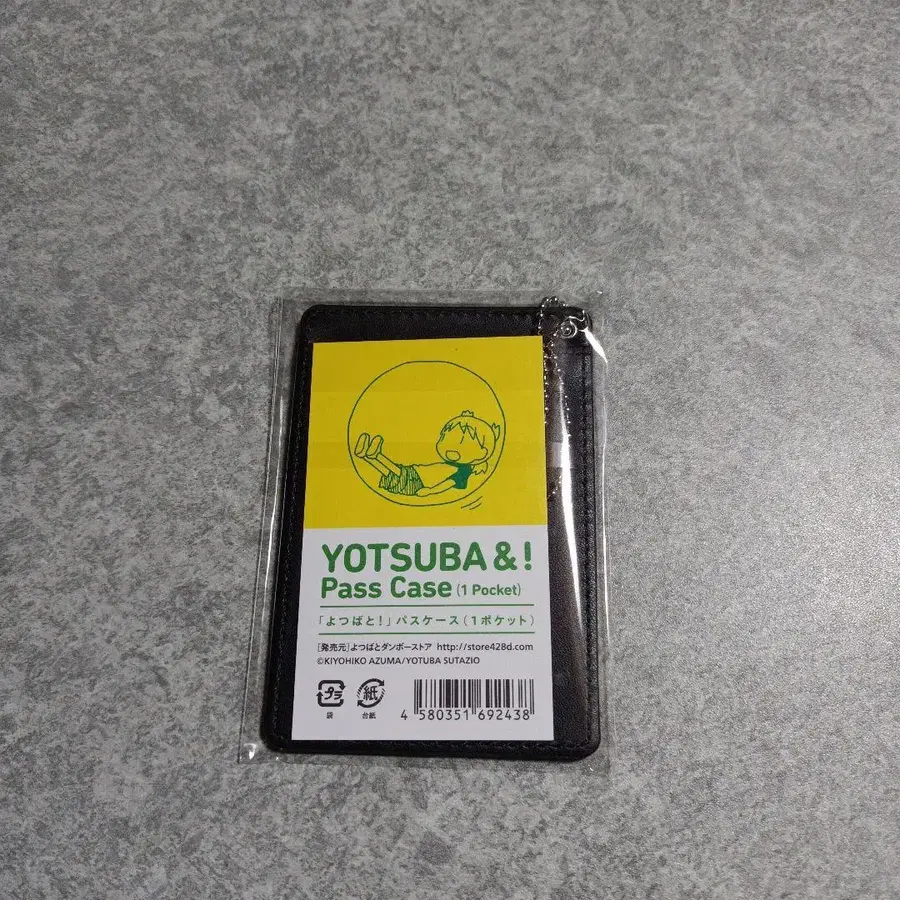 YOTSUBA &!
Pass Case (1 Pocket)
「よつばと!」パスケース(1ポケット)
[発売元]よつばとダンボーストア http://store428d.com
©KIYOHIKO AZUMA/YOTUBA SUTAZIO
プラ 紙
袋 台紙
4 580351 692438